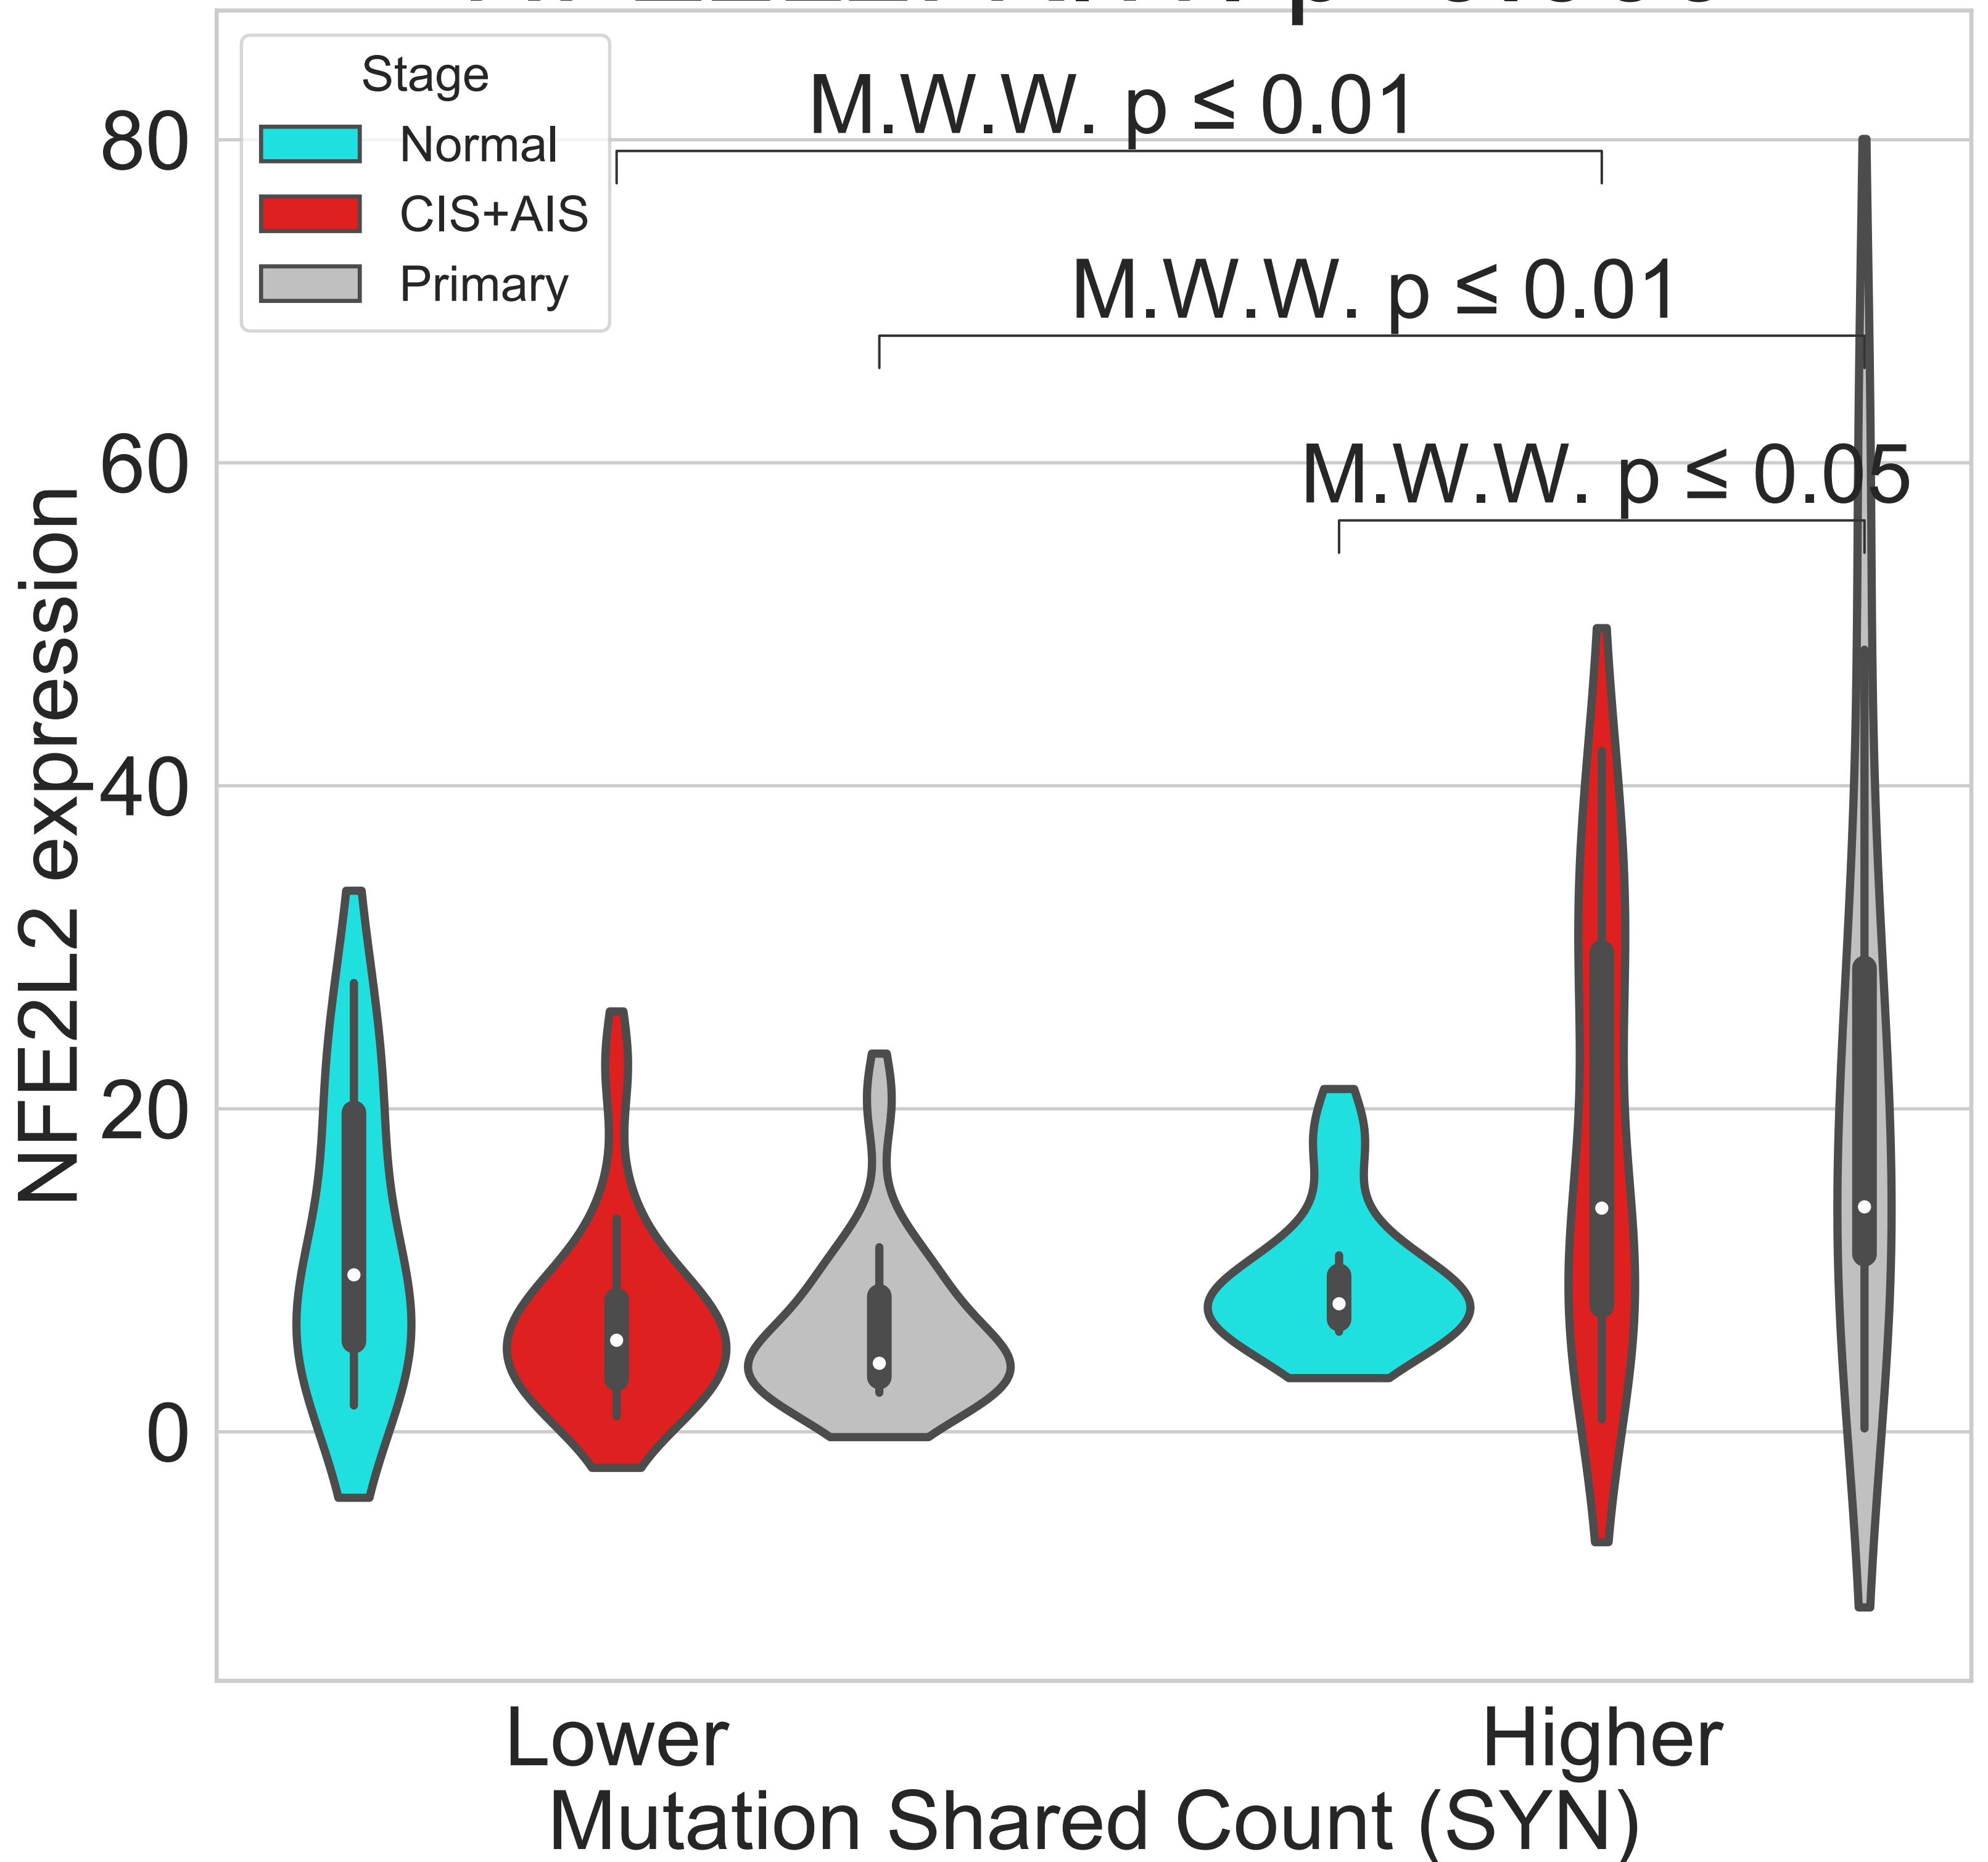 Stage
Normal
CIS+AIS
Primary
M.W.W. p ≤ 0.01
M.W.W. p ≤ 0.01
M.W.W. p ≤ 0.05
80
60
40
20
0
NFE2L2 expression
Lower
Higher
Mutation Shared Count (SYN)